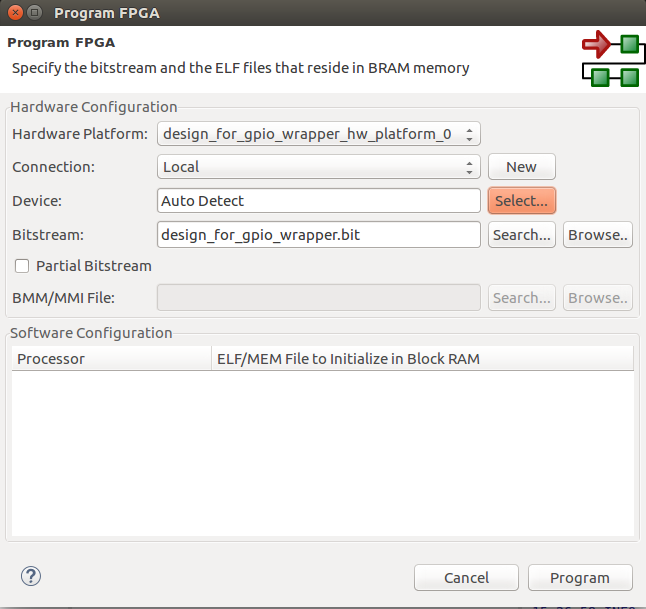 Program FPGA
Program FPGA
Specify the bitstream and the ELF files that reside in BRAM memory
Hardware Configuration
Hardware Platform: design_for_gpio_wrapper_hw_platform_0
Connection: Local New
Device: Auto Detect Select...
Bitstream: design_for_gpio_wrapper.bit Search... Browse..
Partial Bitstream
BMM/MMI File: Search... Browse..
Software Configuration
Processor ELF/MEM File to Initialize in Block RAM
? Cancel Program